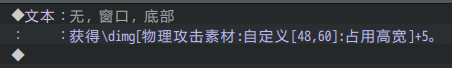 ◆文本：无, 窗口, 底部
：　　：获得\dimg[物理攻击素材:自定义[48,60]:占用高宽]+5。
◆